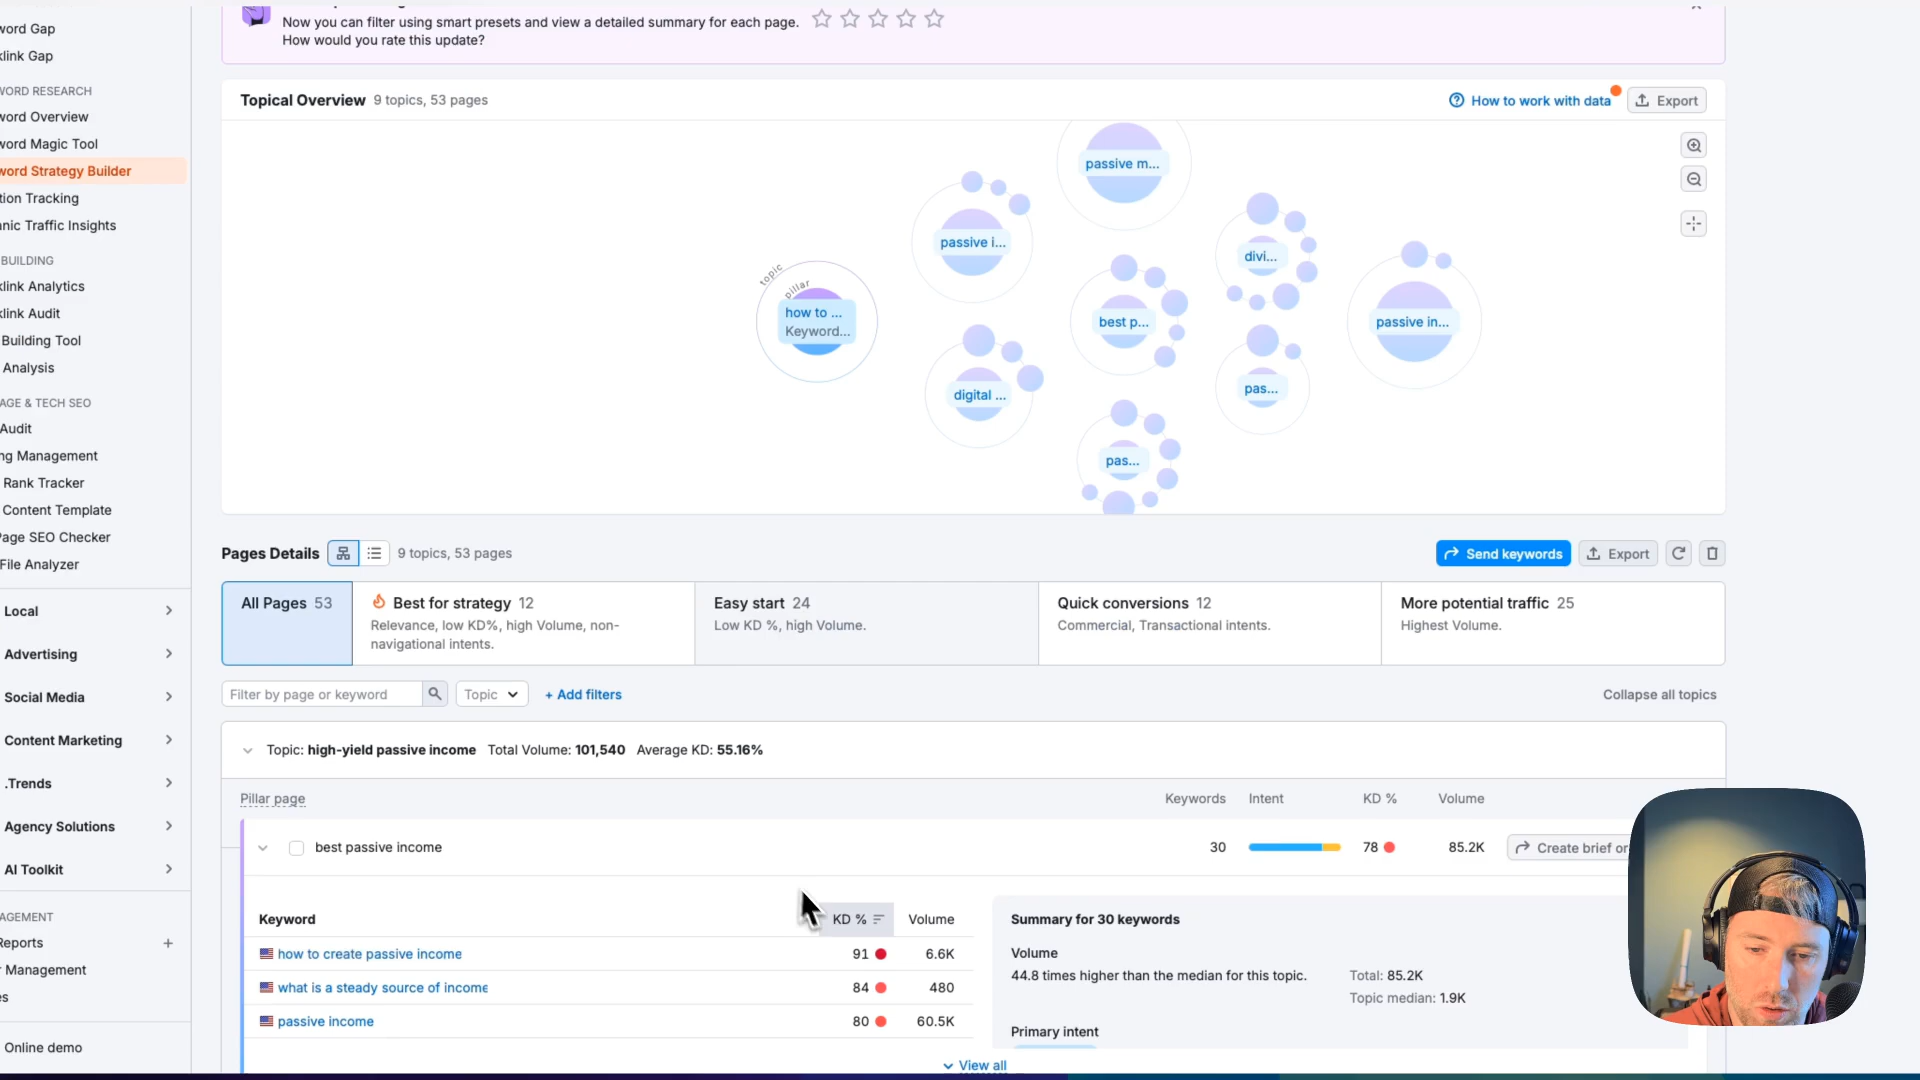 Now you can filter using smart presets and view a detailed summary for each page.
How would you rate this update?
word Gap
klink Gap
WORD RESEARCH
word Overview
word Magic Tool
word Strategy Builder
tion Tracking
anic Traffic Insights
BUILDING
klink Analytics
klink Audit
Building Tool
Analysis
AGE & TECH SEO
Audit
ng Management
Rank Tracker
Content Template
Page SEO Checker
File Analyzer
Local
Advertising
Social Media
Content Marketing
.Trends
Agency Solutions
AI Toolkit
AGEMENT
Reports +
r Management
es
Online demo
Topical Overview 9 topics, 53 pages
How to work with data
Export
passive m...
passive i...
divi...
topic
pillar
how to ...
Keyword...
best p...
passive in...
digital ...
pas...
pas...
Pages Details 9 topics, 53 pages
Send keywords
Export
All Pages 53
Best for strategy 12
Relevance, low KD%, high Volume, non-
navigational intents.
Easy start 24
Low KD %, high Volume.
Quick conversions 12
Commercial, Transactional intents.
More potential traffic 25
Highest Volume.
Filter by page or keyword
Topic
+ Add filters
Collapse all topics
Topic: high-yield passive income Total Volume: 101,540 Average KD: 55.16%
Pillar page Keywords Intent KD % Volume
best passive income 30 78 85.2K Create brief or
Keyword KD % Volume
how to create passive income 91 6.6K
what is a steady source of income 84 480
passive income 80 60.5K
Summary for 30 keywords
Volume
44.8 times higher than the median for this topic.
Total: 85.2K
Topic median: 1.9K
Primary intent
View all